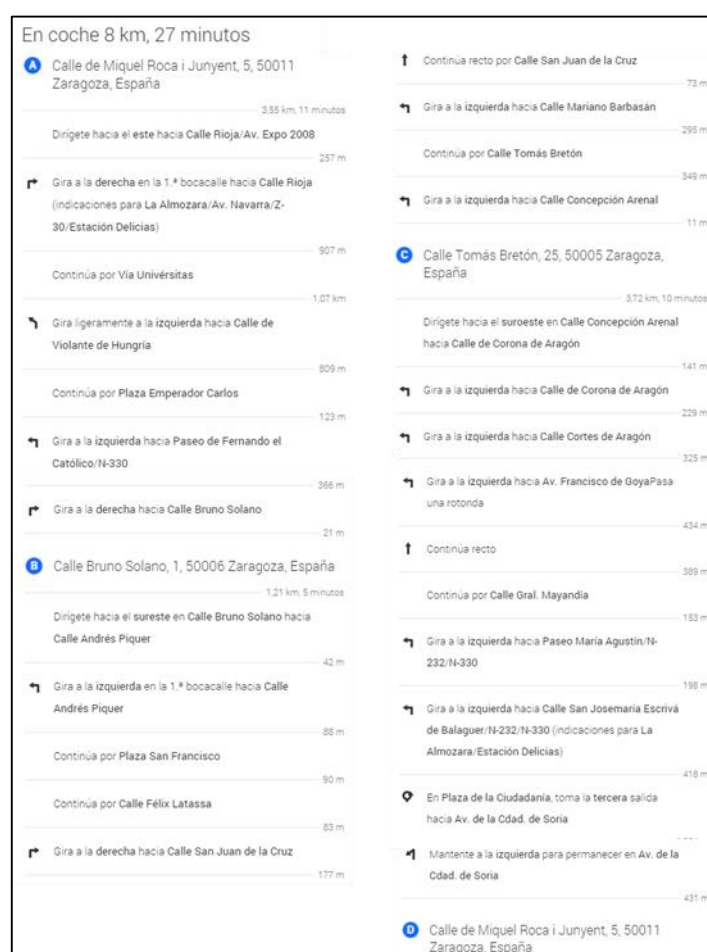 En coche 8 km, 27 minutos
A
Calle de Miquel Roca i Junyent, 5, 50011
Zaragoza, España
3,55 km, 11 minutos
Dirígete hacia el este hacia Calle Rioja/Av. Expo 2008
257 m
Gira a la derecha en la 1.ª bocacalle hacia Calle Rioja
(indicaciones para La Almozara/Av. Navarra/Z-
30/Estación Delicias)
907 m
Continúa por Vía Univérsitas
1,07 km
Gira ligeramente a la izquierda hacia Calle de
Violante de Hungría
809 m
Continúa por Plaza Emperador Carlos
123 m
Gira a la izquierda hacia Paseo de Fernando el
Católico/N-330
366 m
Gira a la derecha hacia Calle Bruno Solano
21 m
B
Calle Bruno Solano, 1, 50006 Zaragoza, España
1,21 km, 5 minutos
Dirígete hacia el sureste en Calle Bruno Solano hacia
Calle Andrés Piquer
42 m
Gira a la izquierda en la 1.ª bocacalle hacia Calle
Andrés Piquer
88 m
Continúa por Plaza San Francisco
90 m
Continúa por Calle Félix Latassa
83 m
Gira a la derecha hacia Calle San Juan de la Cruz
177 m
Continúa recto por Calle San Juan de la Cruz
73 m
Gira a la izquierda hacia Calle Mariano Barbasán
295 m
Continúa por Calle Tomás Bretón
349 m
Gira a la izquierda hacia Calle Concepción Arenal
11 m
C
Calle Tomás Bretón, 25, 50005 Zaragoza,
España
3,72 km, 10 minutos
Dirígete hacia el suroeste en Calle Concepción Arenal
hacia Calle de Corona de Aragón
141 m
Gira a la izquierda hacia Calle de Corona de Aragón
229 m
Gira a la izquierda hacia Calle Cortes de Aragón
325 m
Gira a la izquierda hacia Av. Francisco de GoyaPasa
una rotonda
434 m
Continúa recto
389 m
Continúa por Calle Gral. Mayandía
153 m
Gira a la izquierda hacia Paseo María Agustín/N-
232/N-330
198 m
Gira a la izquierda hacia Calle San Josemaría Escrivá
de Balaguer/N-232/N-330 (indicaciones para La
Almozara/Estación Delicias)
418 m
En Plaza de la Ciudadanía, toma la tercera salida
hacia Av. de la Cdad. de Soria
Mantente a la izquierda para permanecer en Av. de la
Cdad. de Soria
431 m
D
Calle de Miquel Roca i Junyent, 5, 50011
Zaragoza, España